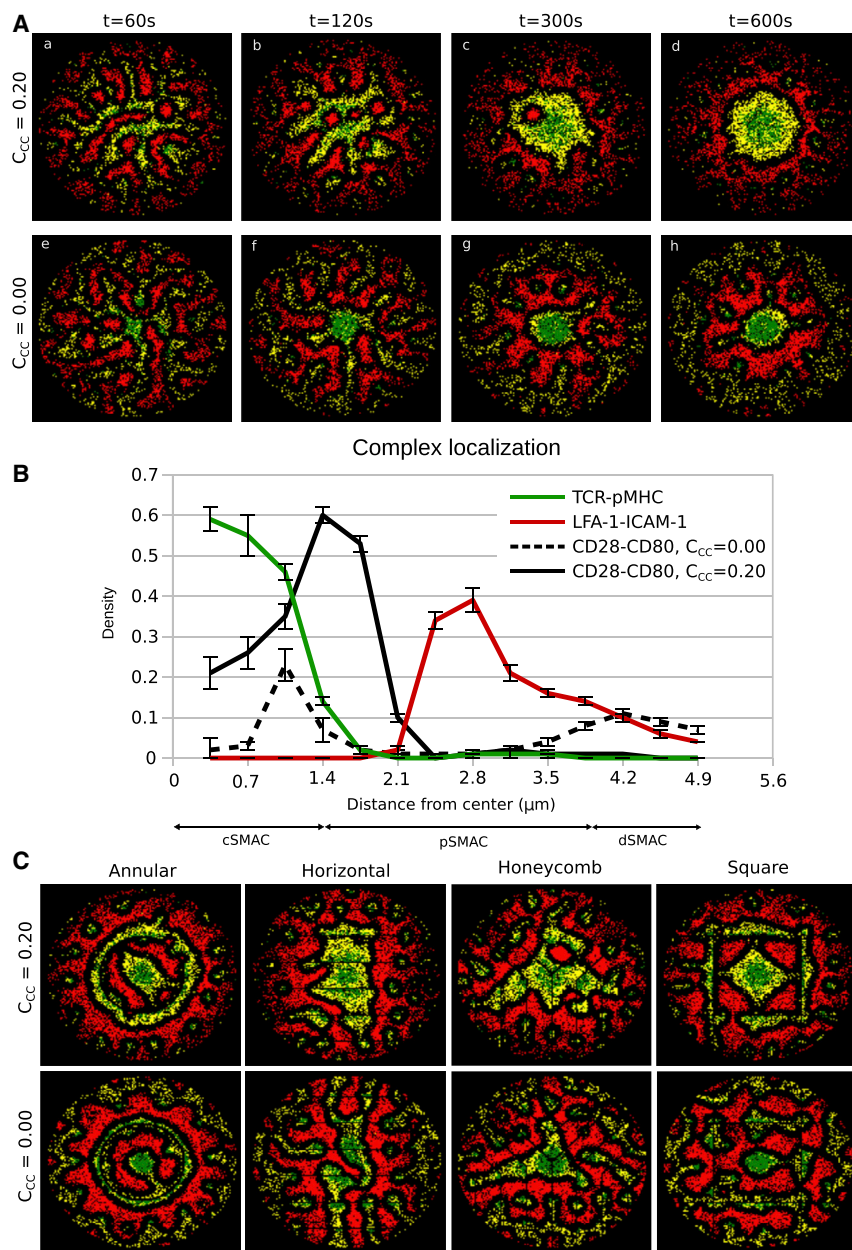 A
t=60s t=120s t=300s t=600s
C_CC = 0.20
a b c d
C_CC = 0.00
e f g h
B
Complex localization
Density
0.7
0.6
0.5
0.4
0.3
0.2
0.1
0
TCR-pMHC
LFA-1-ICAM-1
CD28-CD80, C_CC=0.00
CD28-CD80, C_CC=0.20
0 0.7 1.4 2.1 2.8 3.5 4.2 4.9 5.6
Distance from center (μm)
cSMAC pSMAC dSMAC
C
Annular Horizontal Honeycomb Square
C_CC = 0.20
C_CC = 0.00